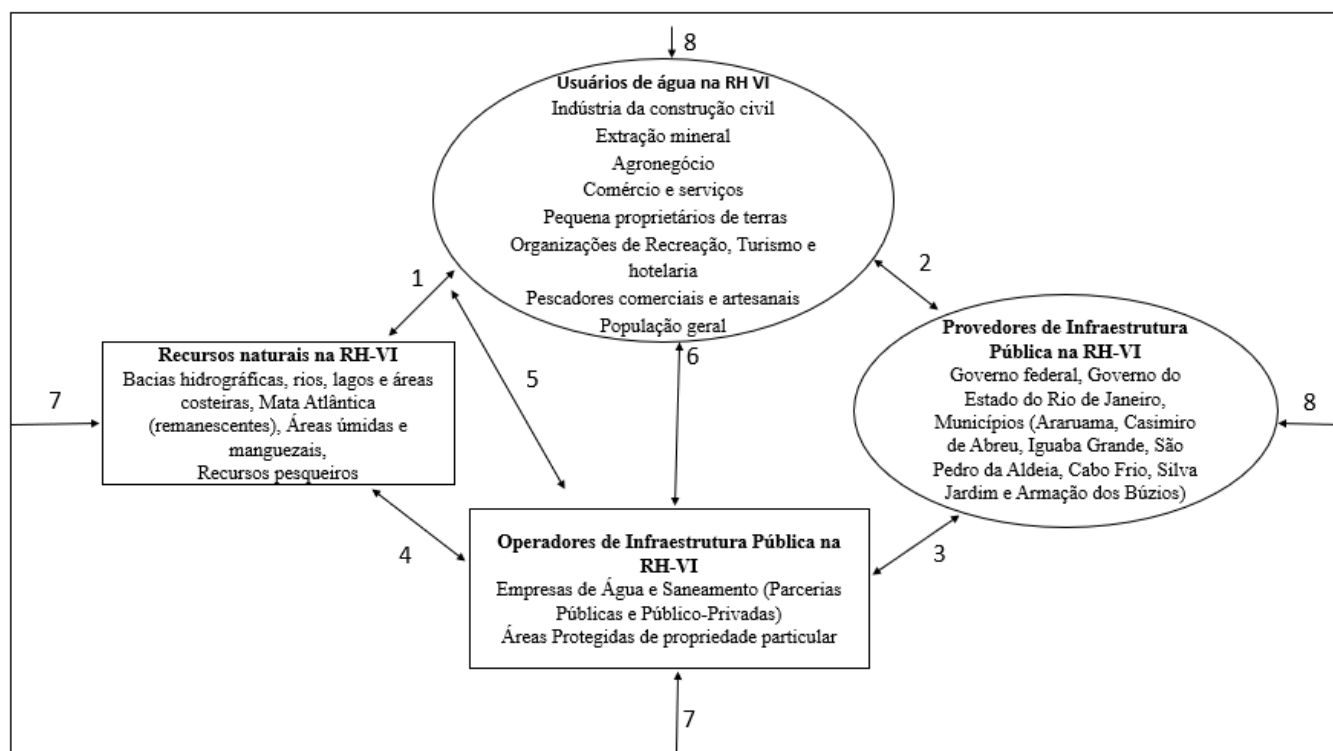 8
Usuários de água na RH VI
Indústria da construção civil
Extração mineral
Agronegócio
Comércio e serviços
Pequena proprietários de terras
Organizações de Recreação, Turismo e
hotelaria
Pescadores comerciais e artesanais
População geral
1
2
Recursos naturais na RH-VI
Bacias hidrográficas, rios, lagos e áreas
costeiras, Mata Atlântica
(remanescentes), Áreas úmidas e
manguezais,
Recursos pesqueiros
7
5
6
Provedores de Infraestrutura
Pública na RH-VI
Governo federal, Governo do
Estado do Rio de Janeiro,
Municípios (Araruama, Casimiro
de Abreu, Iguaba Grande, São
Pedro da Aldeia, Cabo Frio, Silva
Jardim e Armação dos Búzios)
8
4
3
Operadores de Infraestrutura Pública na
RH-VI
Empresas de Água e Saneamento (Parcerias
Públicas e Público-Privadas)
Áreas Protegidas de propriedade particular
7